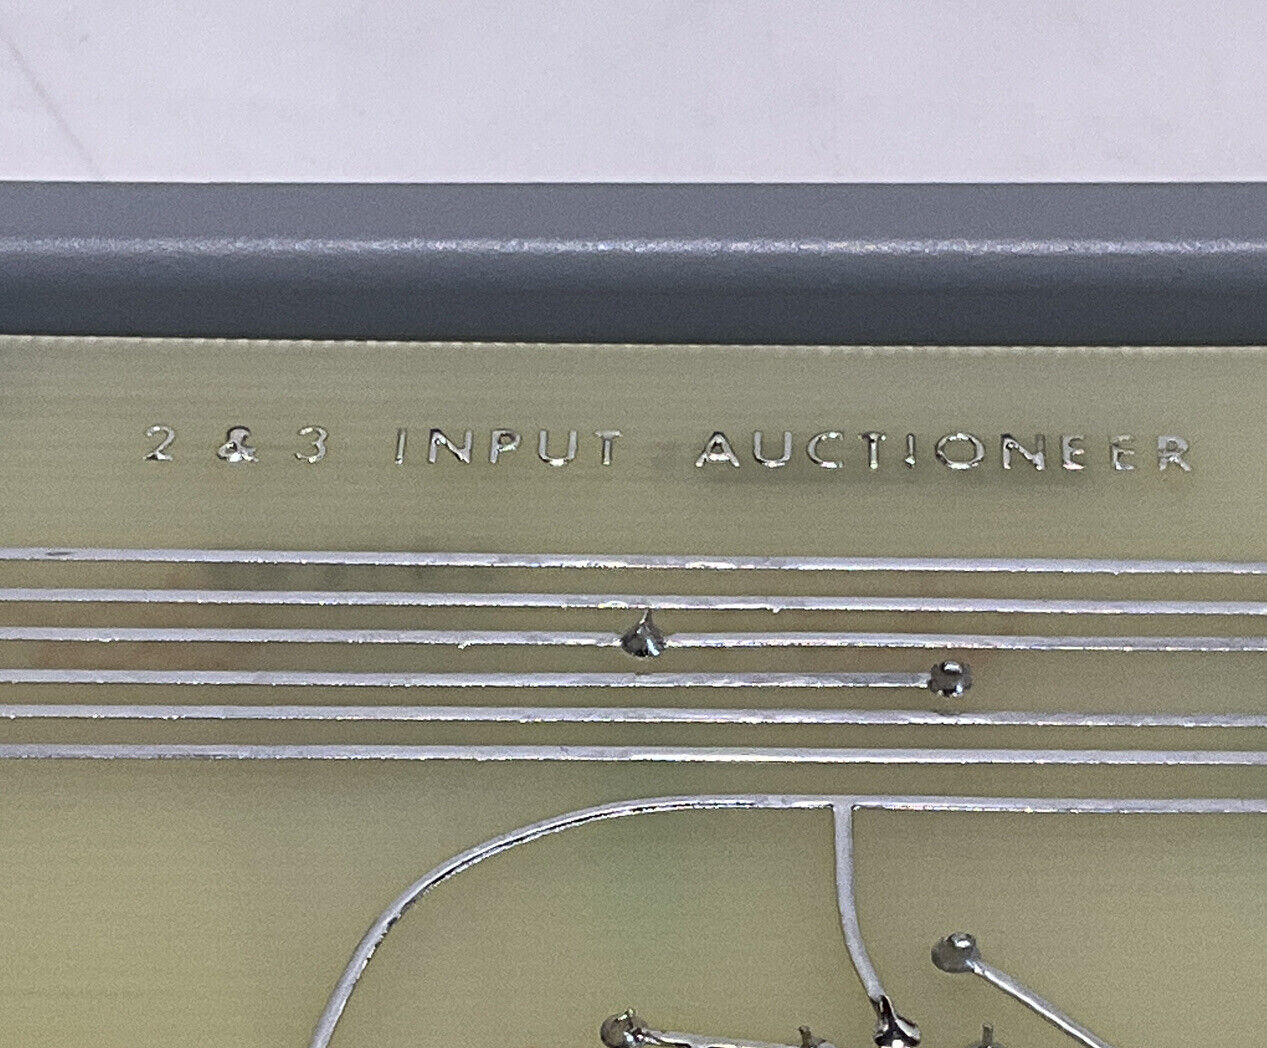 2 & 3 INPUT AUCTIONEER